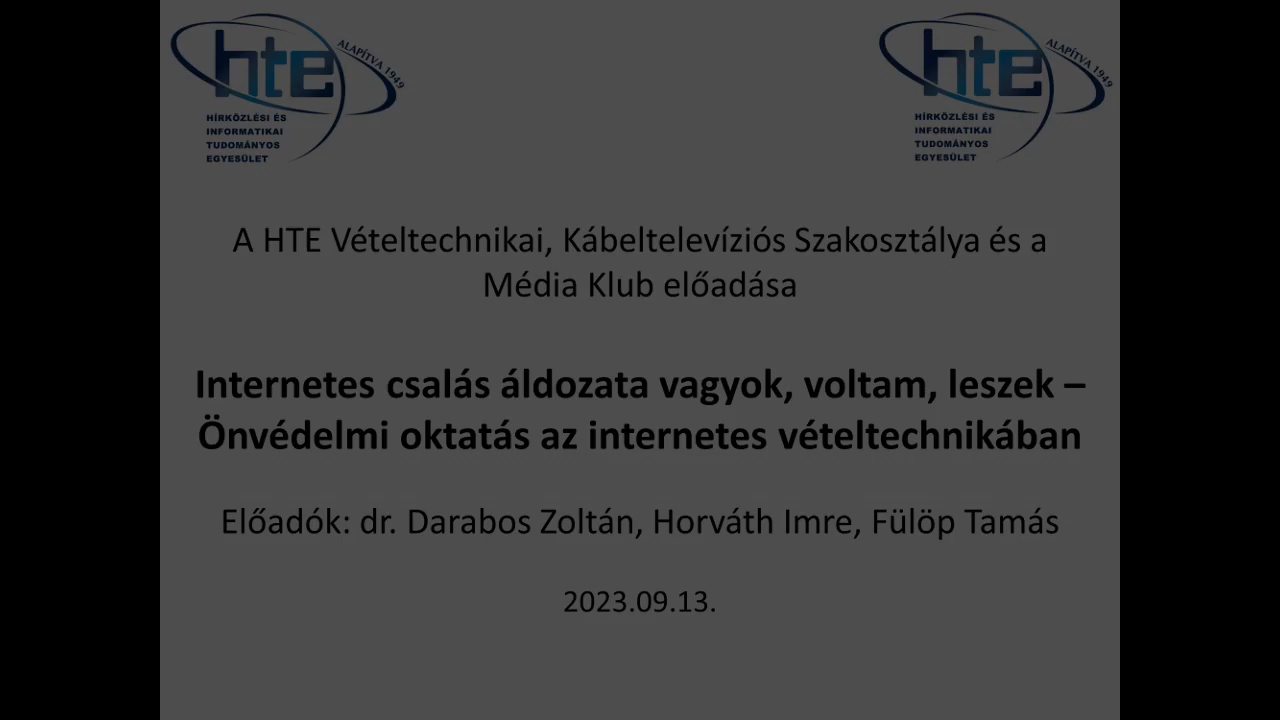 hte
ALAPÍTVA 1949
HÍRKÖZLÉSI ÉS
INFORMATIKAI
TUDOMÁNYOS
EGYESÜLET
hte
ALAPÍTVA 1949
HÍRKÖZLÉSI ÉS
INFORMATIKAI
TUDOMÁNYOS
EGYESÜLET
A HTE Vételtechnikai, Kábeltelevíziós Szakosztálya és a
Média Klub előadása
Internetes csalás áldozata vagyok, voltam, leszek –
Önvédelmi oktatás az internetes vételtechnikában
Előadók: dr. Darabos Zoltán, Horváth Imre, Fülöp Tamás
2023.09.13.